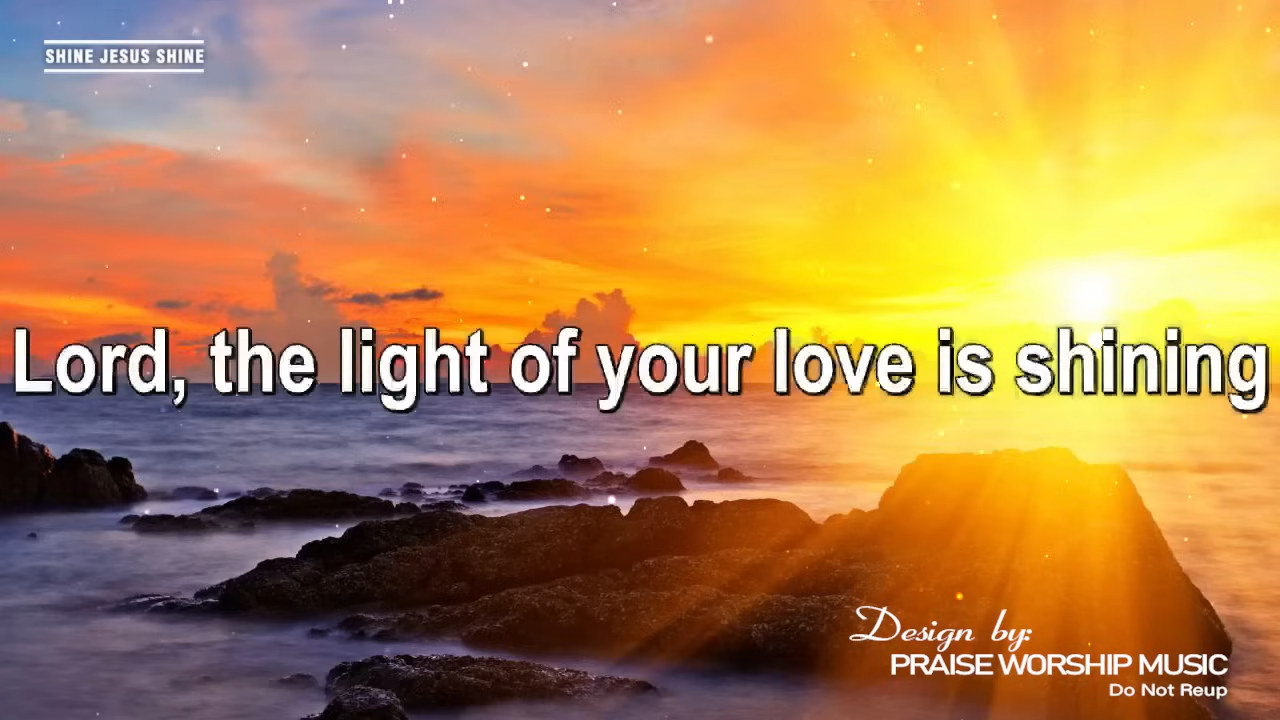 SHINE JESUS SHINE
Lord, the light of your love is shining
Design by:
PRAISE WORSHIP MUSIC
Do Not Reup